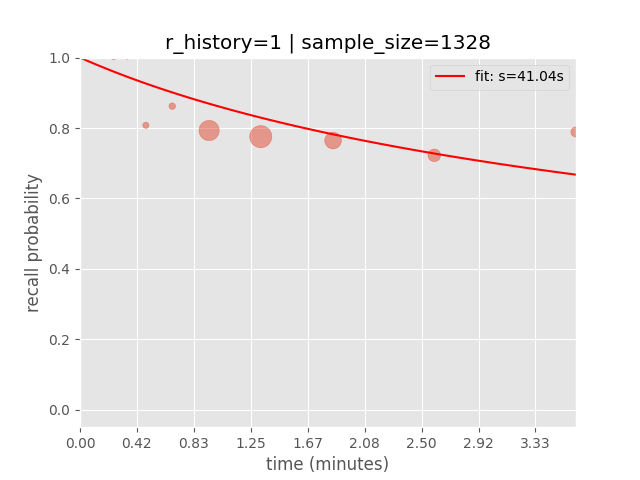 r_history=1 | sample_size=1328
fit: s=41.04s
recall probability
1.0
0.8
0.6
0.4
0.2
0.0
0.00 0.42 0.83 1.25 1.67 2.08 2.50 2.92 3.33
time (minutes)